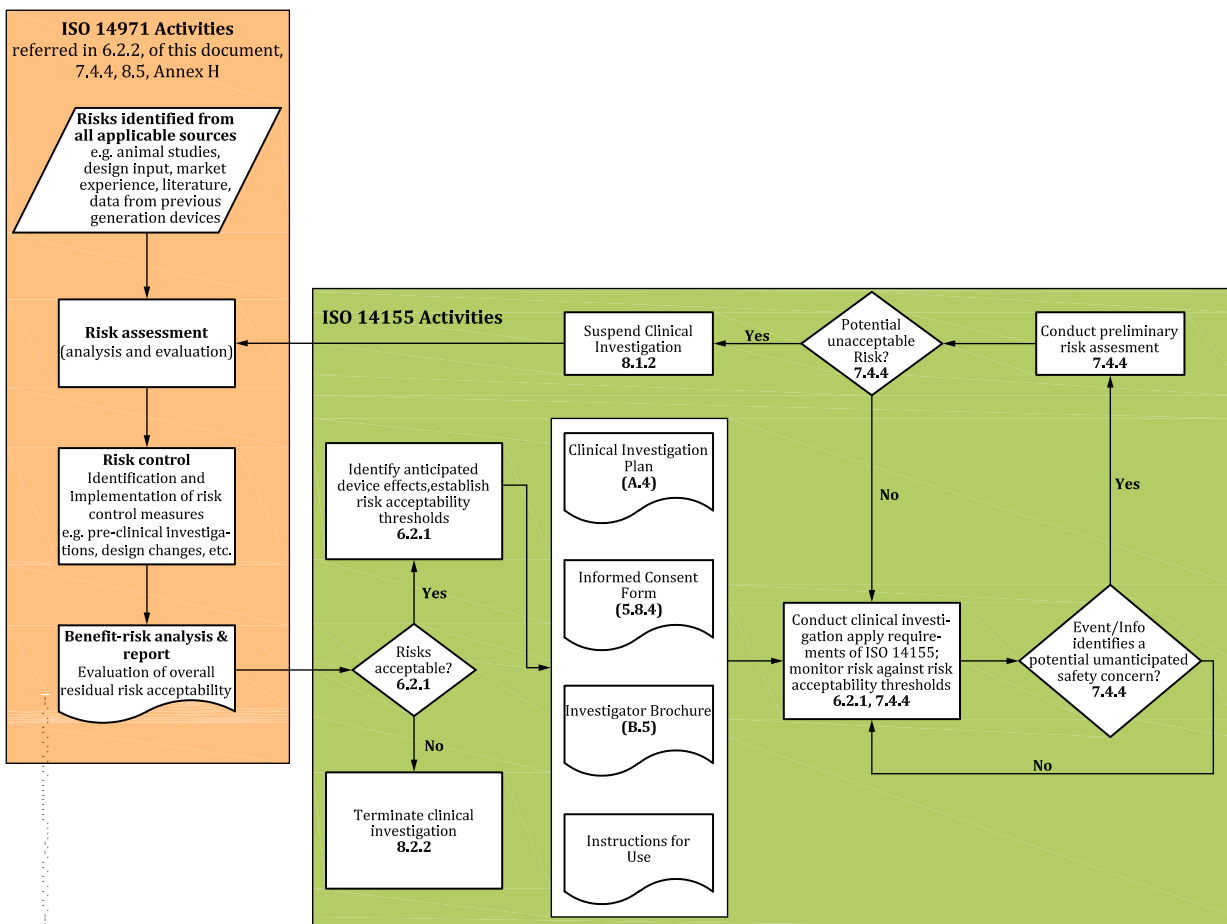 ISO 14971 Activities
referred in 6.2.2, of this document,
7.4.4, 8.5, Annex H
Risks identified from
all applicable sources
e.g. animal studies,
design input, market
experience, literature,
data from previous
generation devices
Risk assessment
(analysis and evaluation)
Risk control
Identification and
implementation of risk
control measures
e.g. pre-clinical investiga-
tions, design changes, etc.
Benefit-risk analysis &
report
Evaluation of overall
residual risk acceptability
ISO 14155 Activities
Suspend Clinical
Investigation
8.1.2
Yes
Potential
unacceptable
Risk?
7.4.4
Conduct preliminary
risk assesment
7.4.4
Identify anticipated
device effects,establish
risk acceptability
thresholds
6.2.1
Yes
Risks
acceptable?
6.2.1
No
Terminate clinical
investigation
8.2.2
Clinical Investigation
Plan
(A.4)
Informed Consent
Form
(5.8.4)
Investigator Brochure
(B.5)
Instructions for
Use
No
Yes
Conduct clinical investi-
gation apply require-
ments of ISO 14155;
monitor risk against risk
acceptability thresholds
6.2.1, 7.4.4
Event/Info
identifies a
potential umanticipated
safety concern?
7.4.4
No